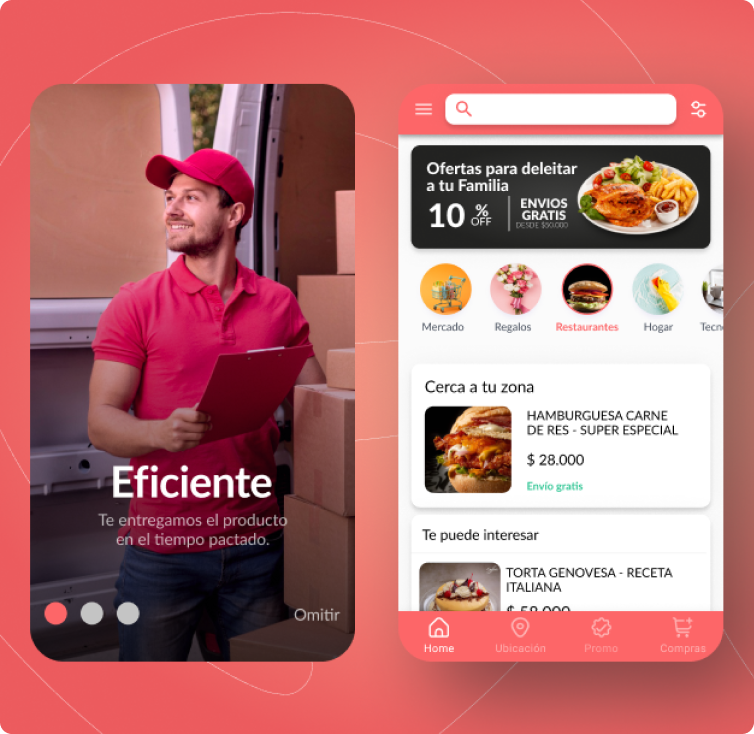 Eficiente
Te entregamos el producto
en el tiempo pactado.
Omitir
Ofertas para deleitar
a tu Familia
10 % OFF
ENVIOS
GRATIS
DESDE $50.000
Mercado
Regalos
Restaurantes
Hogar
Tecn
Cerca a tu zona
HAMBURGUESA CARNE
DE RES - SUPER ESPECIAL
$ 28.000
Envío gratis
Te puede interesar
TORTA GENOVESA - RECETA
ITALIANA
$ 58.000
Home
Ubicación
Promo
Compras